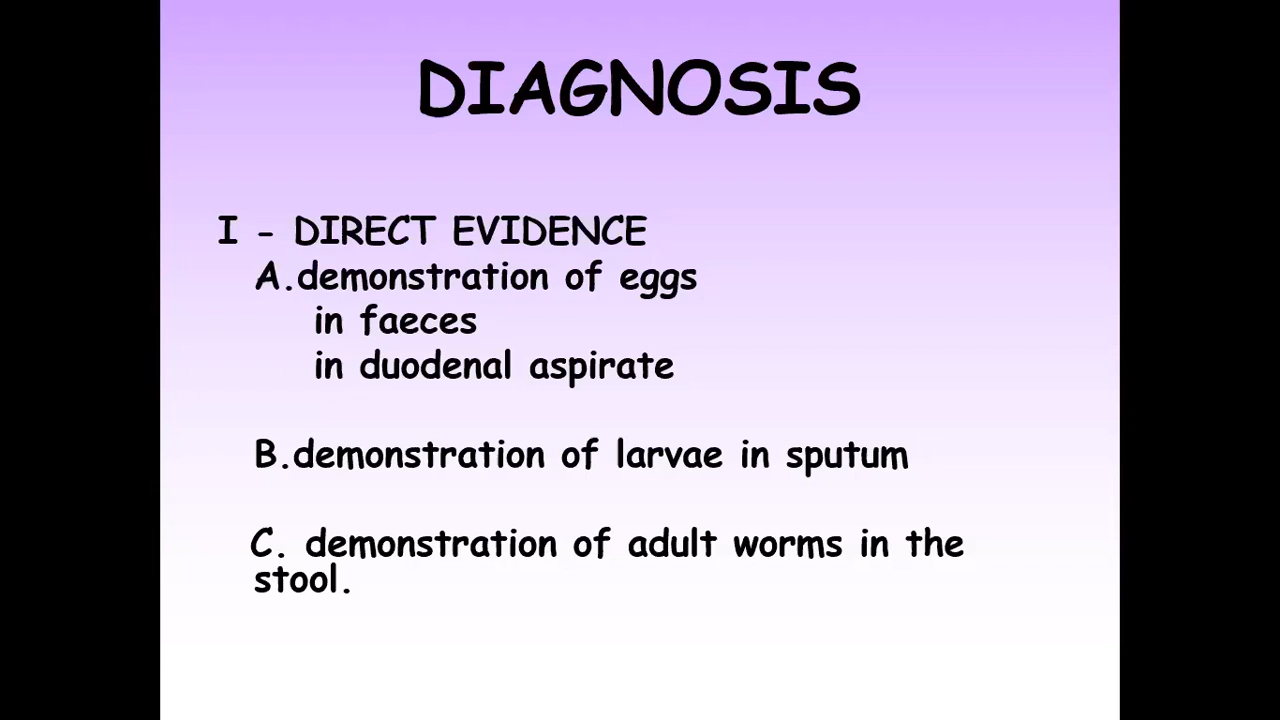 DIAGNOSIS
I - DIRECT EVIDENCE
A.demonstration of eggs
in faeces
in duodenal aspirate
B.demonstration of larvae in sputum
C. demonstration of adult worms in the
stool.